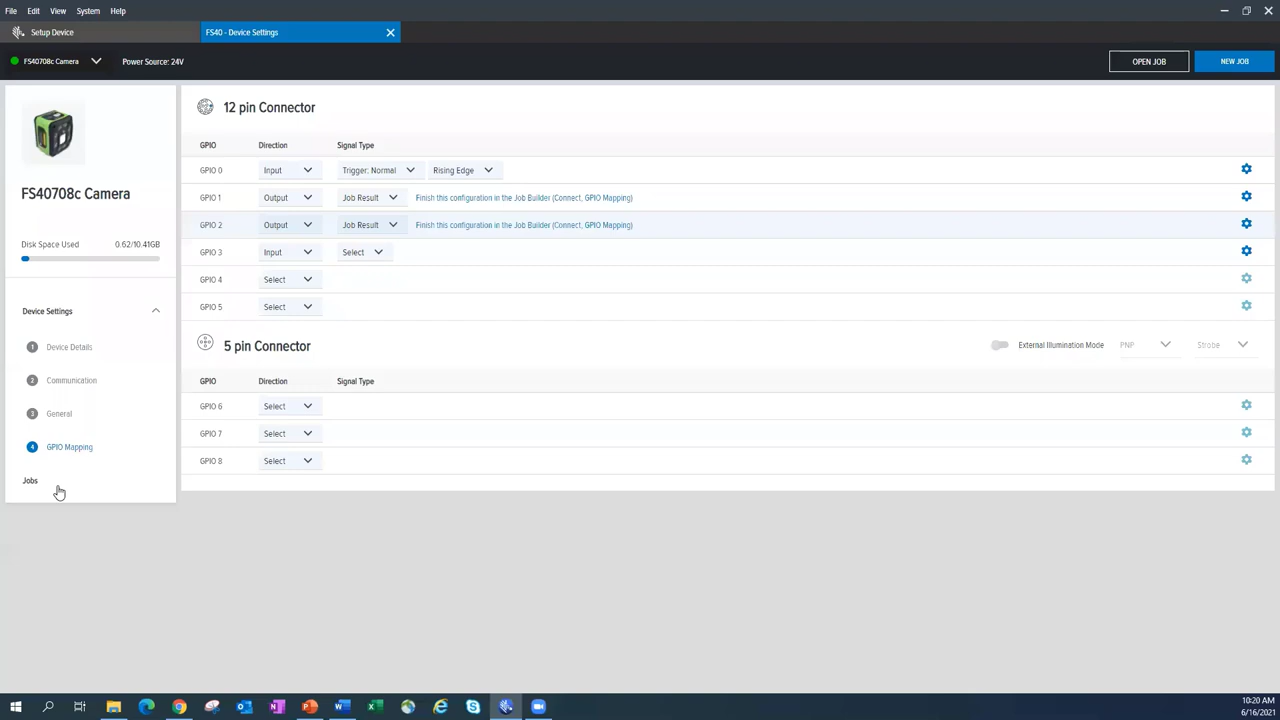 File Edit View System Help
Setup Device FS40 - Device Settings
FS40708c Camera Power Source: 24V OPEN JOB NEW JOB
12 pin Connector
GPIO Direction Signal Type
GPIO 0 Input Trigger: Normal Rising Edge
GPIO 1 Output Job Result Finish this configuration in the Job Builder (Connect, GPIO Mapping)
GPIO 2 Output Job Result Finish this configuration in the Job Builder (Connect, GPIO Mapping)
GPIO 3 Input Select
GPIO 4 Select
GPIO 5 Select
5 pin Connector External Illumination Mode PNP Strobe
GPIO Direction Signal Type
GPIO 6 Select
GPIO 7 Select
GPIO 8 Select
FS40708c Camera
Disk Space Used 0.62/10.41GB
Device Settings
1 Device Details
2 Communication
3 General
4 GPIO Mapping
Jobs
10:20 AM
6/16/2021